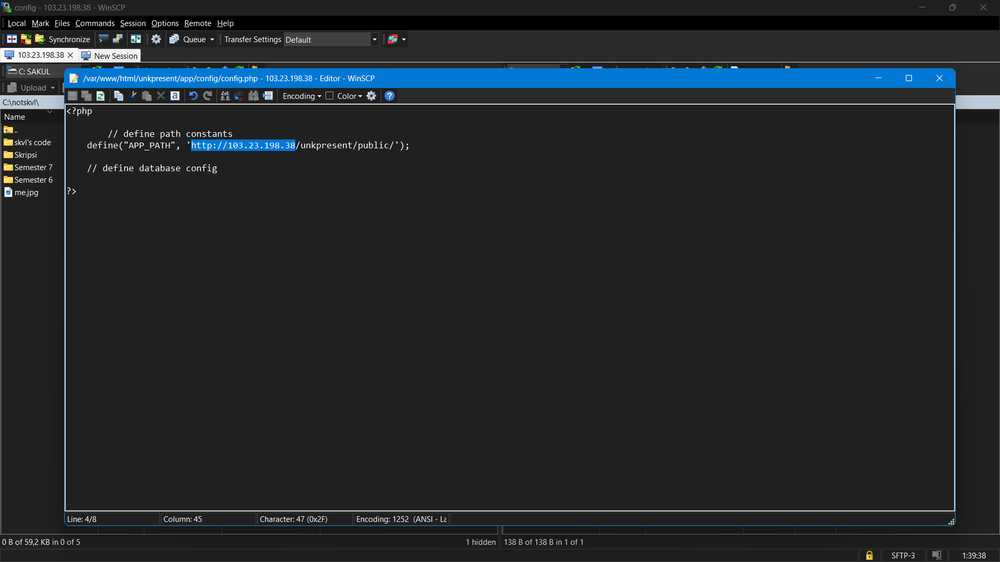 config - 103.23.198.38 - WinSCP
Local Mark Files Commands Session Options Remote Help
Synchronize Queue Transfer Settings Default
103.23.198.38 New Session
C: SAKUL
/var/www/html/unkpresent/app/config/config.php - 103.23.198.38 - Editor - WinSCP
Upload
Encoding Color
C:\notskvl\
Name
..
skvl's code
Skripsi
Semester 7
Semester 6
me.jpg
<?php
// define path constants
define("APP_PATH", 'http://103.23.198.38/unkpresent/public/');
// define database config
?>
Line: 4/8 Column: 45 Character: 47 (0x2F) Encoding: 1252 (ANSI - La
0 B of 59,2 KB in 0 of 5 1 hidden 138 B of 138 B in 1 of 1
SFTP-3 1:39:38